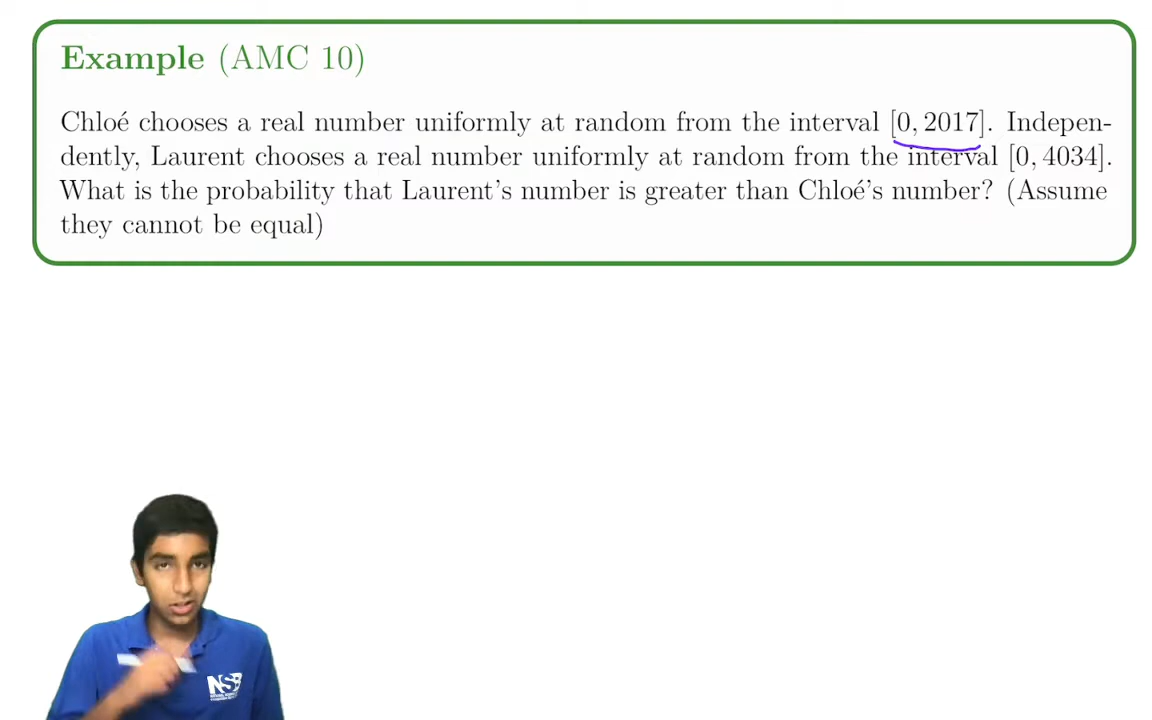 Example (AMC 10)
Chloé chooses a real number uniformly at random from the interval [0, 2017]. Indepen-
dently, Laurent chooses a real number uniformly at random from the interval [0, 4034].
What is the probability that Laurent's number is greater than Chloé's number? (Assume
they cannot be equal)
NSB